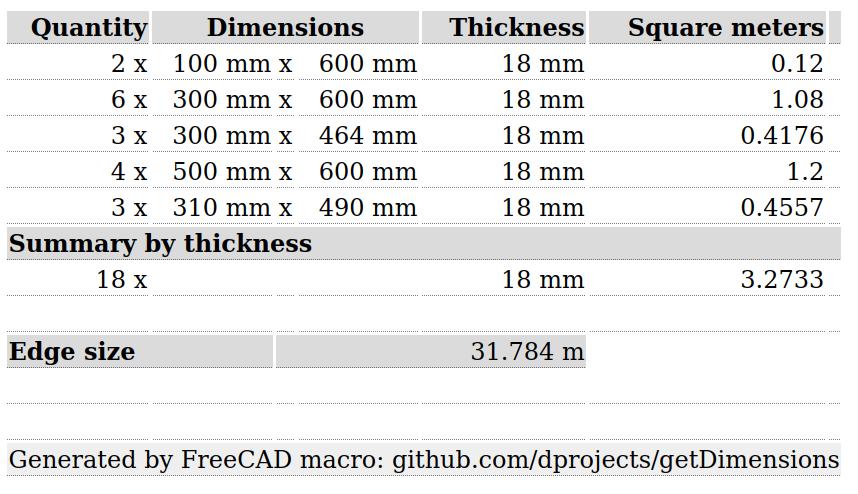 Quantity Dimensions Thickness Square meters
2 x 100 mm x 600 mm 18 mm 0.12
6 x 300 mm x 600 mm 18 mm 1.08
3 x 300 mm x 464 mm 18 mm 0.4176
4 x 500 mm x 600 mm 18 mm 1.2
3 x 310 mm x 490 mm 18 mm 0.4557
Summary by thickness
18 x 18 mm 3.2733
Edge size 31.784 m
Generated by FreeCAD macro: github.com/dprojects/getDimensions